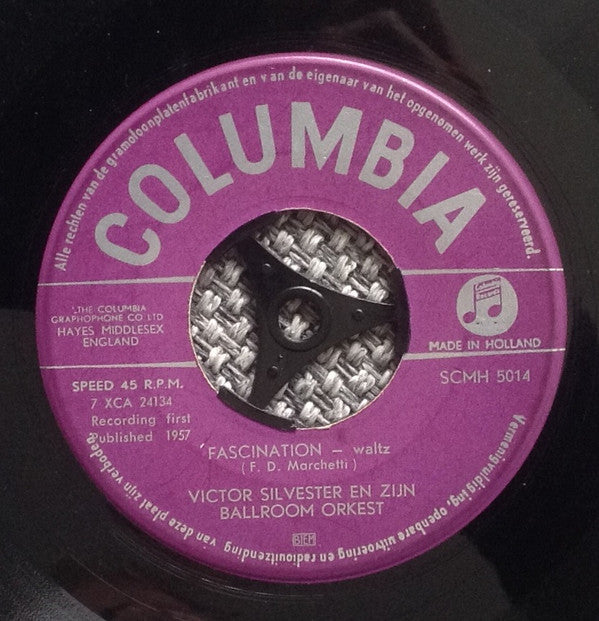 Alle rechten van de gramofoonplatenfabrikant en van de eigenaar van het opgenomen werk zijn gereserveerd.
COLUMBIA
THE COLUMBIA
GRAPHOPHONE CO LTD
HAYES MIDDLESEX
ENGLAND
Columbia
Records
MADE IN HOLLAND
SPEED 45 R.P.M.
7 XCA 24134
Recording first
Published 1957
SCMH 5014
FASCINATION – waltz
( F. D. Marchetti )
VICTOR SILVESTER EN ZIJN
BALLROOM ORKEST
BIEM
Vermenigvuldiging, openbare uitvoering en radiouitzending van deze plaat zijn verboden